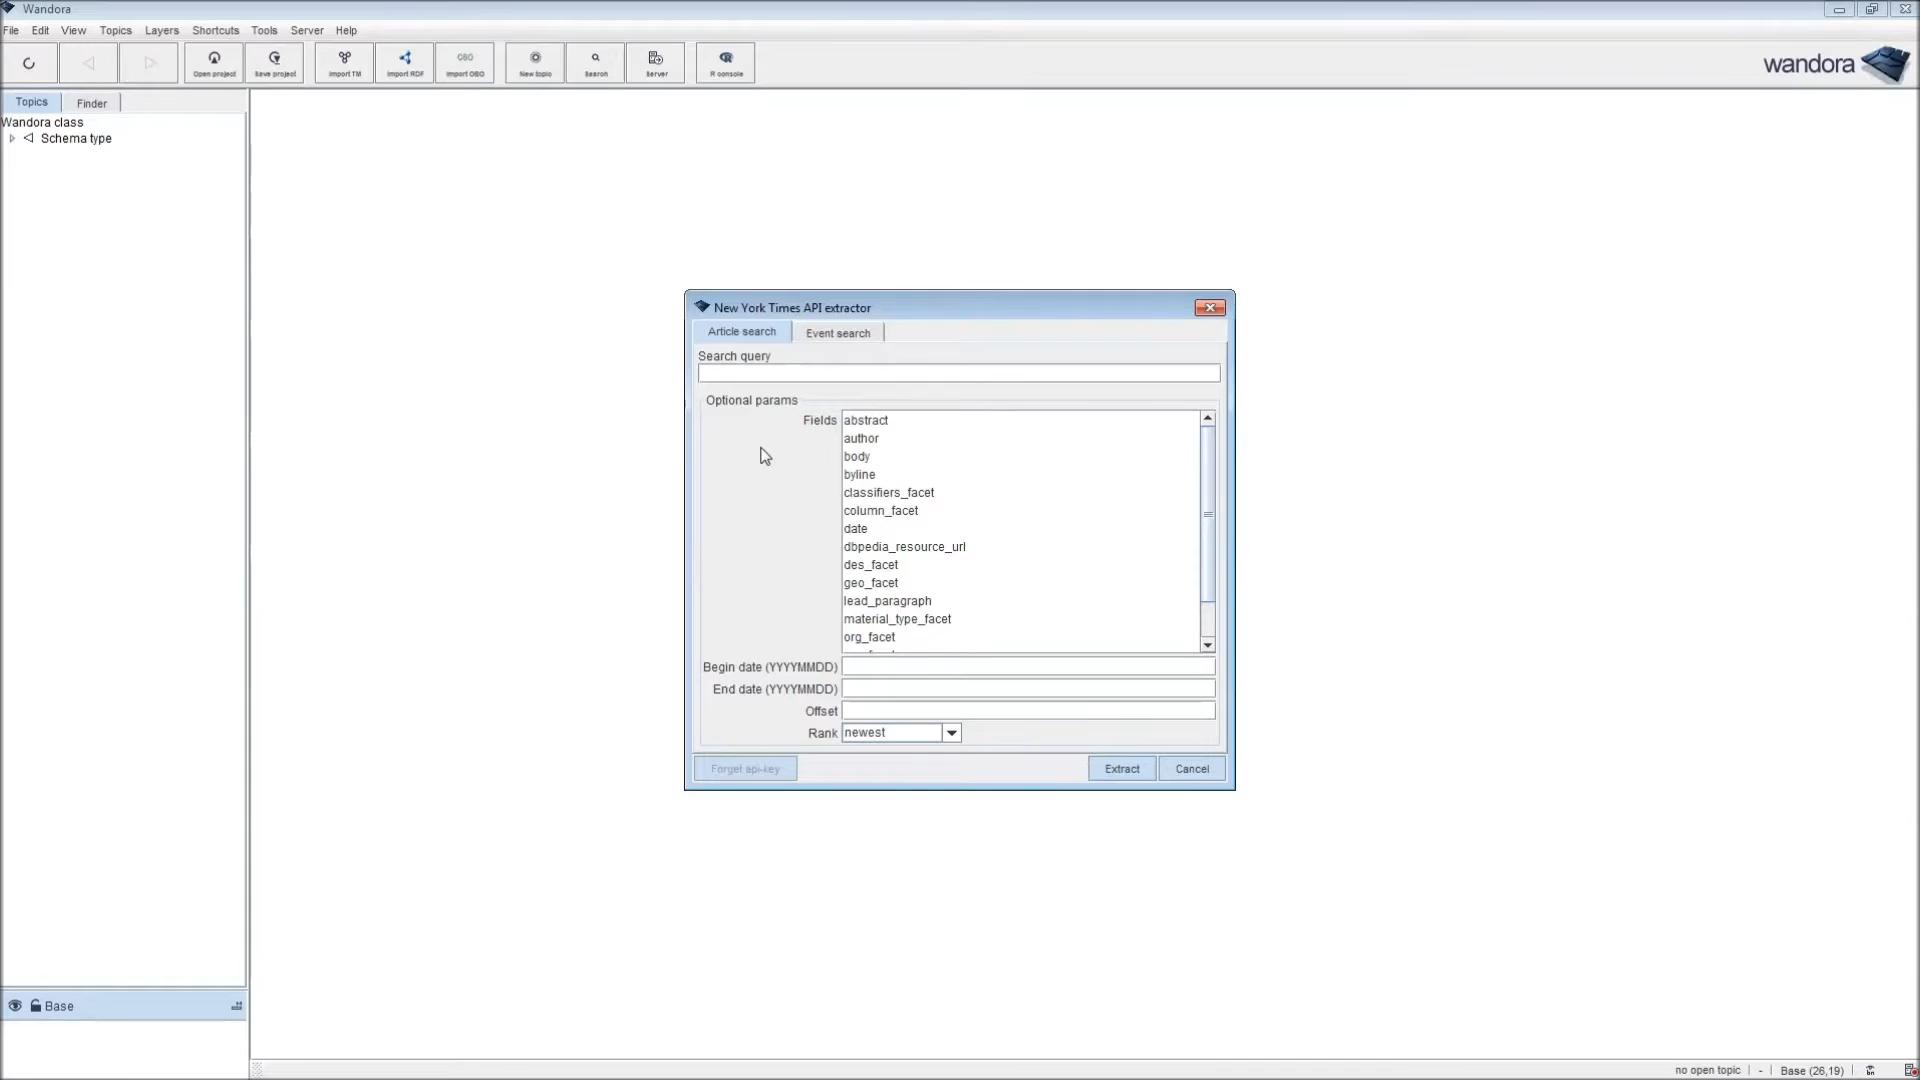 Wandora
File Edit View Topics Layers Shortcuts Tools Server Help
Open project Save project Import TM Import RDF OBO Import OBO New topic Search Server R console
wandora
Topics Finder
Wandora class
Schema type
New York Times API extractor
Article search Event search
Search query
Optional params
Fields
abstract
author
body
byline
classifiers_facet
column_facet
date
dbpedia_resource_url
des_facet
geo_facet
lead_paragraph
material_type_facet
org_facet
Begin date (YYYYMMDD)
End date (YYYYMMDD)
Offset
Rank newest
Forget api-key Extract Cancel
Base
no open topic - Base (26,19)